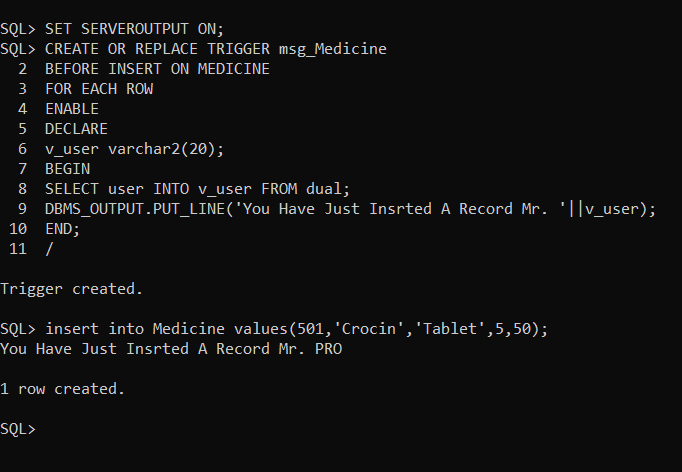 SQL> SET SERVEROUTPUT ON;
SQL> CREATE OR REPLACE TRIGGER msg_Medicine
2 BEFORE INSERT ON MEDICINE
3 FOR EACH ROW
4 ENABLE
5 DECLARE
6 v_user varchar2(20);
7 BEGIN
8 SELECT user INTO v_user FROM dual;
9 DBMS_OUTPUT.PUT_LINE('You Have Just Insrted A Record Mr. '||v_user);
10 END;
11 /
Trigger created.
SQL> insert into Medicine values(501,'Crocin','Tablet',5,50);
You Have Just Insrted A Record Mr. PRO
1 row created.
SQL>